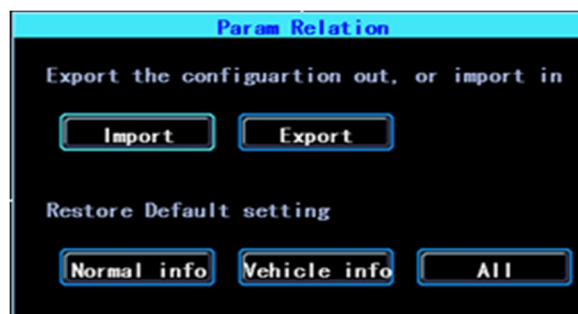 Param Relation
Export the configuartion out, or import in
Import Export
Restore Default setting
Normal info Vehicle info All